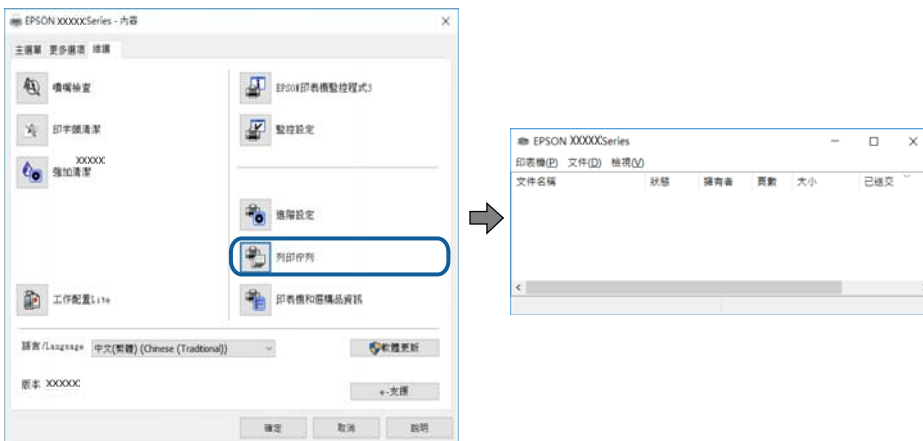 EPSON XXXXX Series - 內容
主選單 更多選項 維護
噴嘴檢查
EPSON印表機監控程式3
印字頭清潔
監控設定
XXXXX
強加清潔
進階設定
列印佇列
工作配置Lite
印表機和選購品資訊
語言/Language 中文(繁體) (Chinese (Traditional))
軟體更新
版本 XXXXX
e-支援
確定 取消 說明
EPSON XXXXX Series
印表機(P) 文件(D) 檢視(V)
文件名稱 狀態 擁有者 頁數 大小 已送交